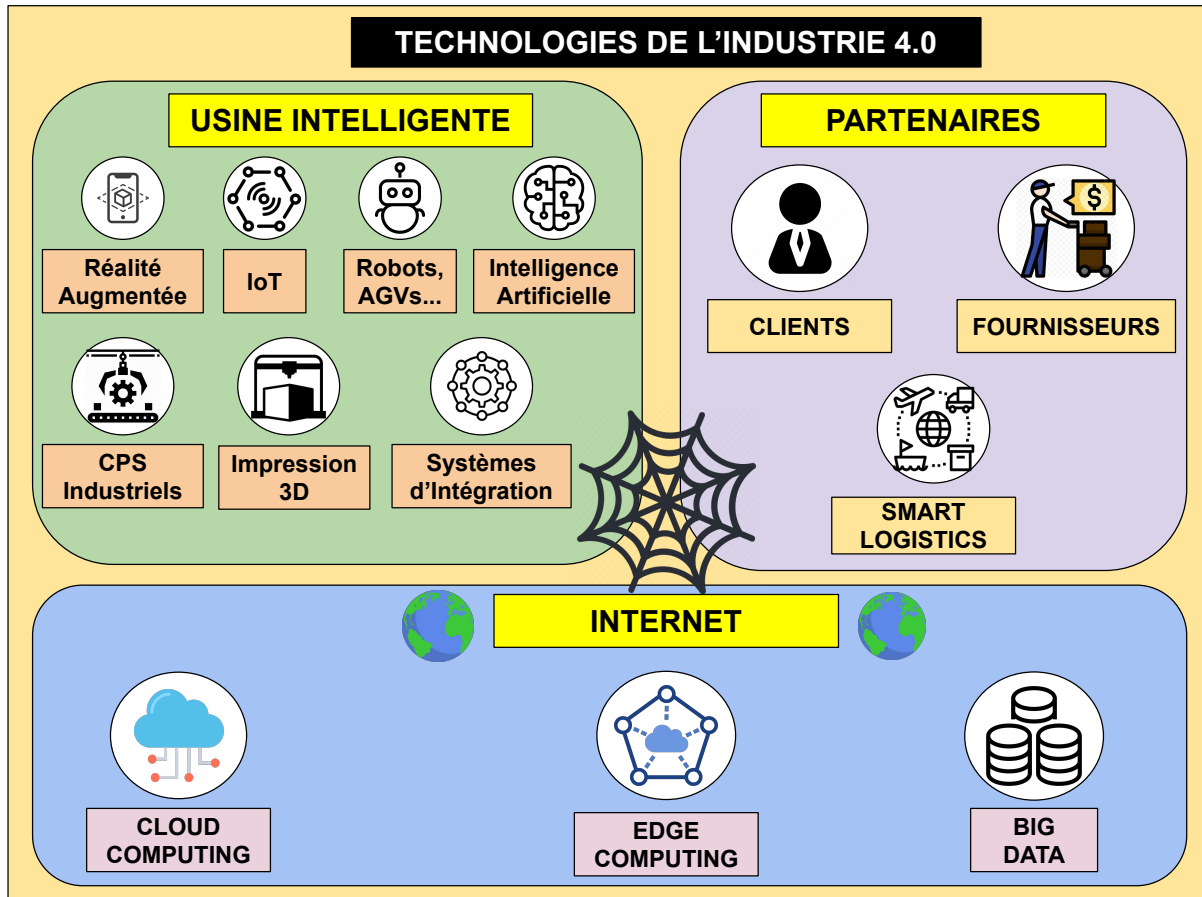 TECHNOLOGIES DE L’INDUSTRIE 4.0
USINE INTELLIGENTE
Réalité
Augmentée
IoT
Robots,
AGVs...
Intelligence
Artificielle
CPS
Industriels
Impression
3D
Systèmes
d’Intégration
PARTENAIRES
$
CLIENTS
FOURNISSEURS
SMART
LOGISTICS
INTERNET
CLOUD
COMPUTING
EDGE
COMPUTING
BIG
DATA